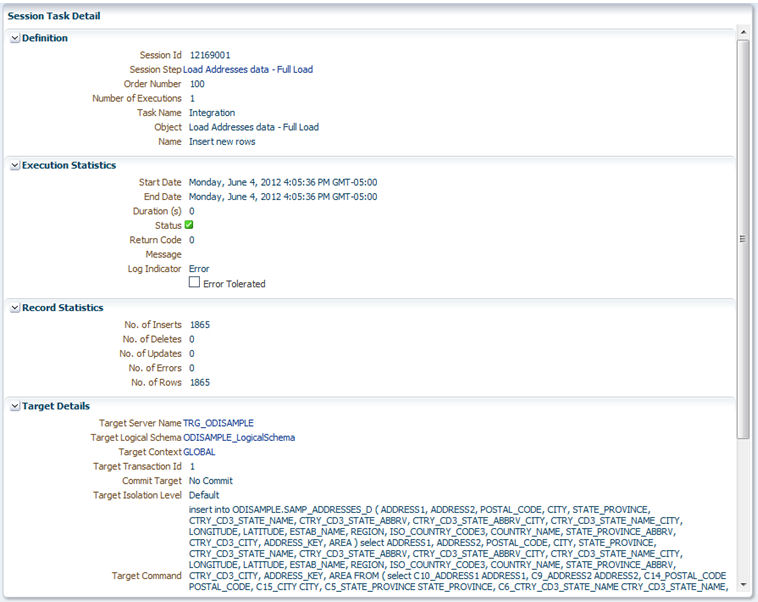 Session Task Detail
Definition
Session Id 12169001
Session Step Load Addresses data - Full Load
Order Number 100
Number of Executions 1
Task Name Integration
Object Load Addresses data - Full Load
Name Insert new rows
Execution Statistics
Start Date Monday, June 4, 2012 4:05:36 PM GMT-05:00
End Date Monday, June 4, 2012 4:05:36 PM GMT-05:00
Duration (s) 0
Status
Return Code 0
Message
Log Indicator Error
Error Tolerated
Record Statistics
No. of Inserts 1865
No. of Deletes 0
No. of Updates 0
No. of Errors 0
No. of Rows 1865
Target Details
Target Server Name TRG_ODISAMPLE
Target Logical Schema ODISAMPLE_LogicalSchema
Target Context GLOBAL
Target Transaction Id 1
Commit Target No Commit
Target Isolation Level Default
insert into ODISAMPLE.SAMP_ADDRESSES_D ( ADDRESS1, ADDRESS2, POSTAL_CODE, CITY, STATE_PROVINCE,
CTRY_CD3_STATE_NAME, CTRY_CD3_STATE_ABBRV, CTRY_CD3_STATE_ABBRV_CITY, CTRY_CD3_STATE_NAME_CITY,
LONGITUDE, LATITUDE, ESTAB_NAME, REGION, ISO_COUNTRY_CODE3, COUNTRY_NAME, STATE_PROVINCE_ABBRV,
CTRY_CD3_CITY, ADDRESS_KEY, AREA ) select ADDRESS1, ADDRESS2, POSTAL_CODE, CITY, STATE_PROVINCE,
CTRY_CD3_STATE_NAME, CTRY_CD3_STATE_ABBRV, CTRY_CD3_STATE_ABBRV_CITY, CTRY_CD3_STATE_NAME_CITY,
LONGITUDE, LATITUDE, ESTAB_NAME, REGION, ISO_COUNTRY_CODE3, COUNTRY_NAME, STATE_PROVINCE_ABBRV,
Target Command CTRY_CD3_CITY, ADDRESS_KEY, AREA FROM ( select C10_ADDRESS1 ADDRESS1, C9_ADDRESS2 ADDRESS2, C14_POSTAL_CODE
POSTAL_CODE, C15_CITY CITY, C5_STATE_PROVINCE STATE_PROVINCE, C6_CTRY_CD3_STATE_NAME CTRY_CD3_STATE_NAME,